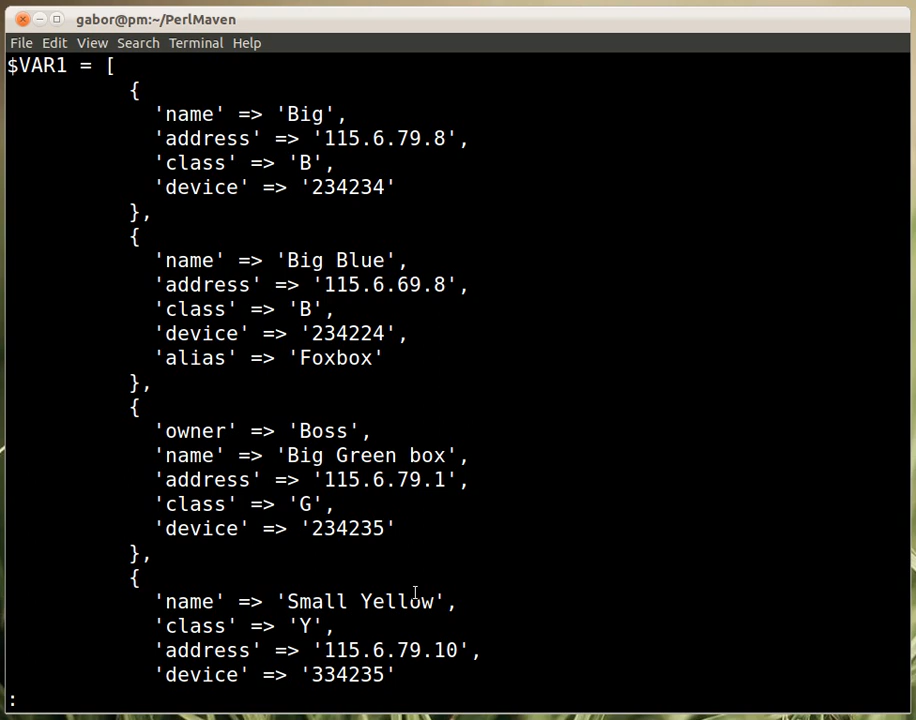 gabor@pm:~/PerlMaven
File Edit View Search Terminal Help
$VAR1 = [
          {
            'name' => 'Big',
            'address' => '115.6.79.8',
            'class' => 'B',
            'device' => '234234'
          },
          {
            'name' => 'Big Blue',
            'address' => '115.6.69.8',
            'class' => 'B',
            'device' => '234224',
            'alias' => 'Foxbox'
          },
          {
            'owner' => 'Boss',
            'name' => 'Big Green box',
            'address' => '115.6.79.1',
            'class' => 'G',
            'device' => '234235'
          },
          {
            'name' => 'Small Yellow',
            'class' => 'Y',
            'address' => '115.6.79.10',
            'device' => '334235'
: